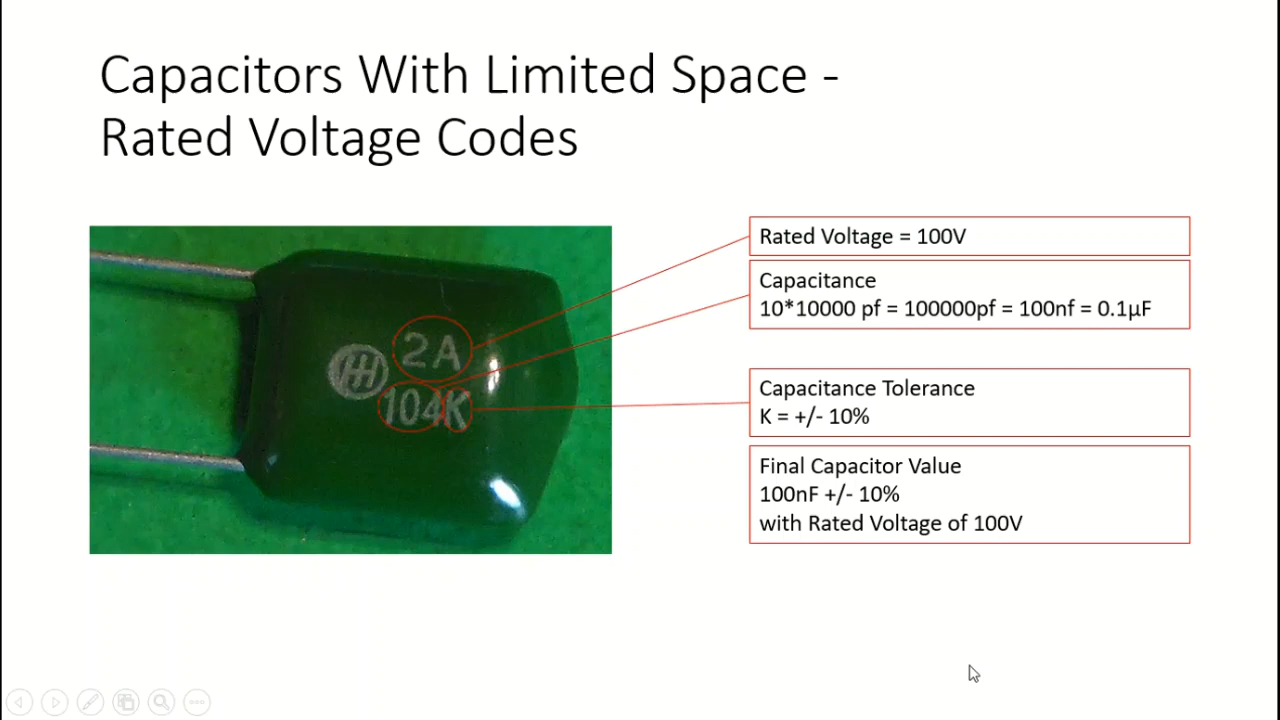 Capacitors With Limited Space -
Rated Voltage Codes
2A
104K
Rated Voltage = 100V
Capacitance
10*10000 pf = 100000pf = 100nf = 0.1µF
Capacitance Tolerance
K = +/- 10%
Final Capacitor Value
100nF +/- 10%
with Rated Voltage of 100V